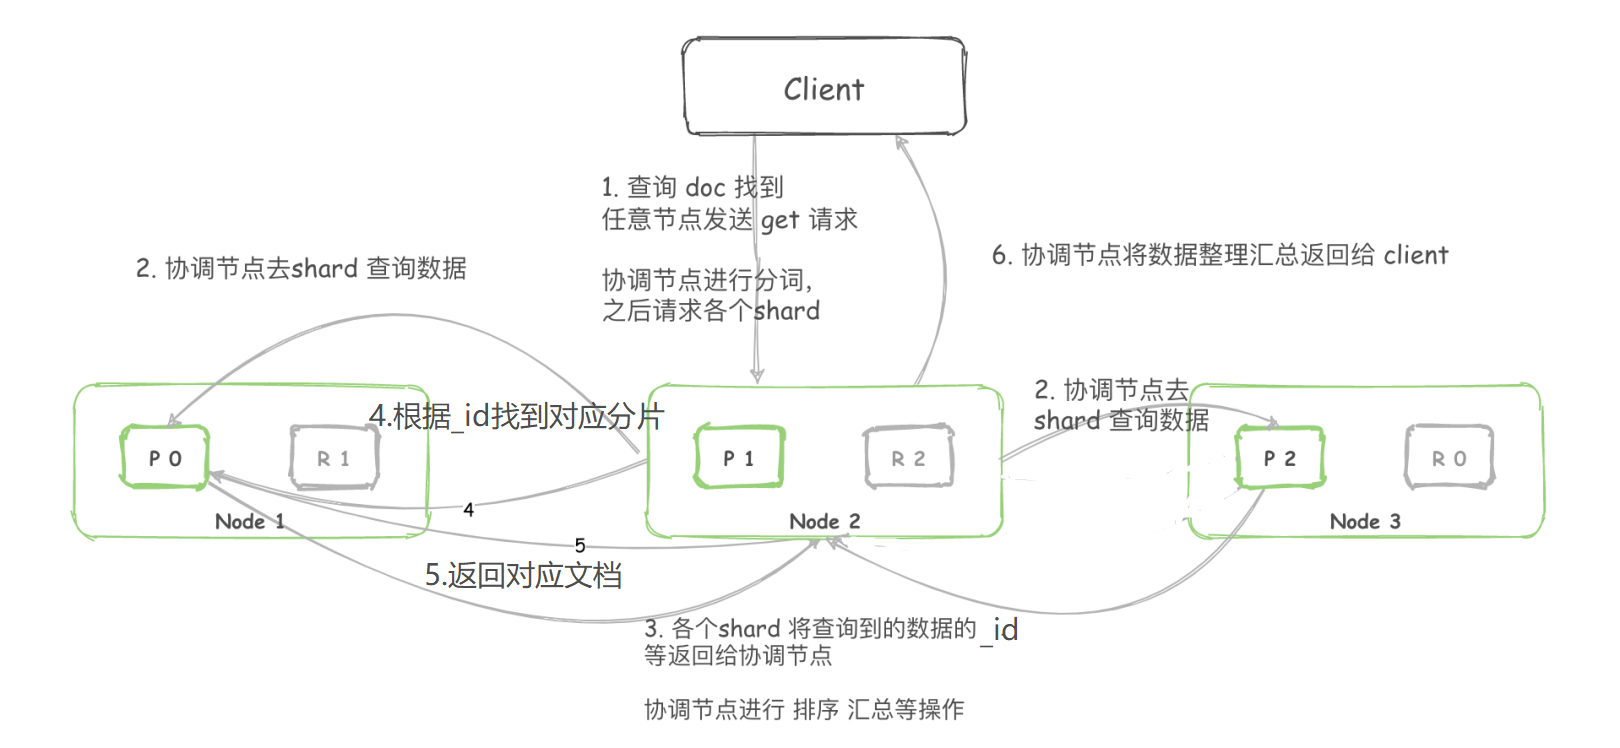 Client
1. 查询 doc 找到
任意节点发送 get 请求
协调节点进行分词，
之后请求各个shard
2. 协调节点去shard 查询数据
6. 协调节点将数据整理汇总返回给 client
2. 协调节点去
shard 查询数据
4.根据_id找到对应分片
P 0
R 1
Node 1
P 1
R 2
Node 2
P 2
R 0
Node 3
4
5
5.返回对应文档
3. 各个shard 将查询到的数据的 _id
等返回给协调节点
协调节点进行 排序 汇总等操作